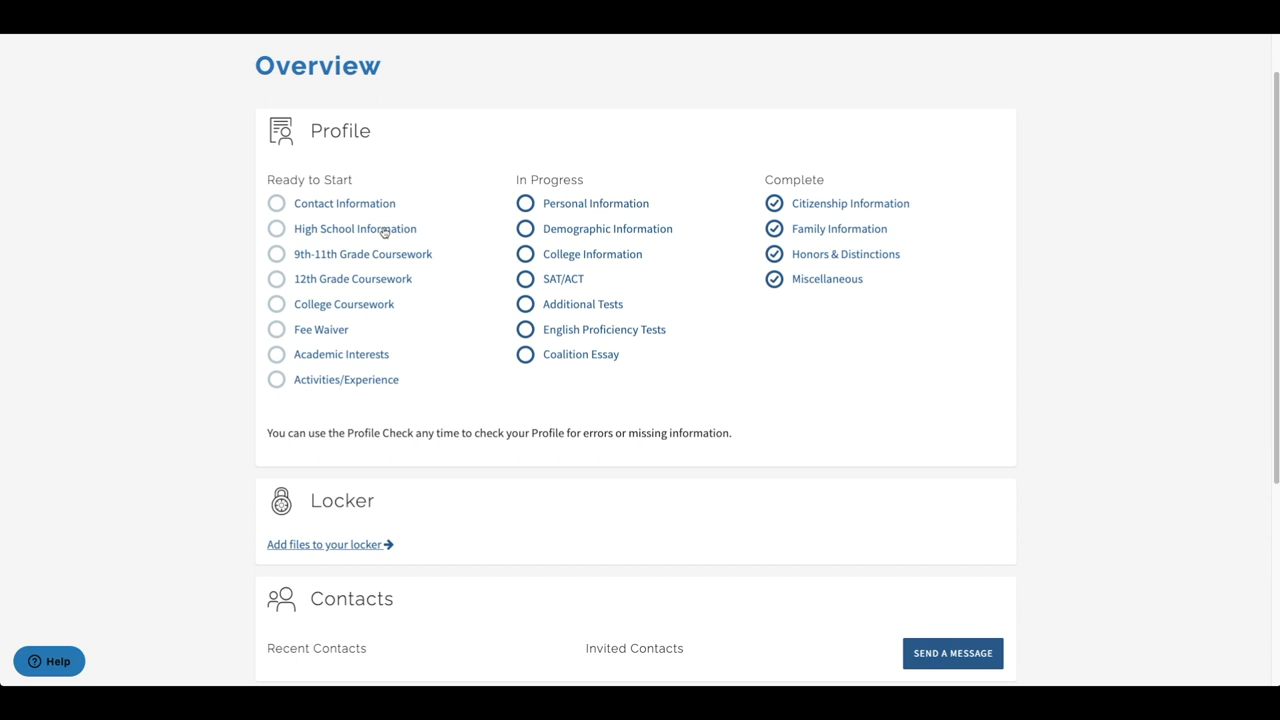 Overview
Profile
Ready to Start
Contact Information
High School Information
9th-11th Grade Coursework
12th Grade Coursework
College Coursework
Fee Waiver
Academic Interests
Activities/Experience
In Progress
Personal Information
Demographic Information
College Information
SAT/ACT
Additional Tests
English Proficiency Tests
Coalition Essay
Complete
Citizenship Information
Family Information
Honors & Distinctions
Miscellaneous
You can use the Profile Check any time to check your Profile for errors or missing information.
Locker
Add files to your locker
Contacts
Recent Contacts
Invited Contacts
SEND A MESSAGE
Help